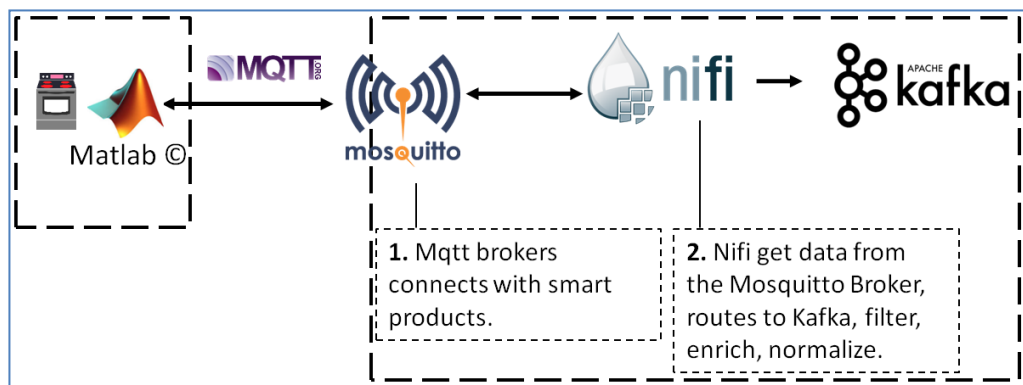 MQTT.ORG
nifi
APACHE
kafka
mosquitto
Matlab ©
1. Mqtt brokers
connects with smart
products.
2. Nifi get data from
the Mosquitto Broker,
routes to Kafka, filter,
enrich, normalize.